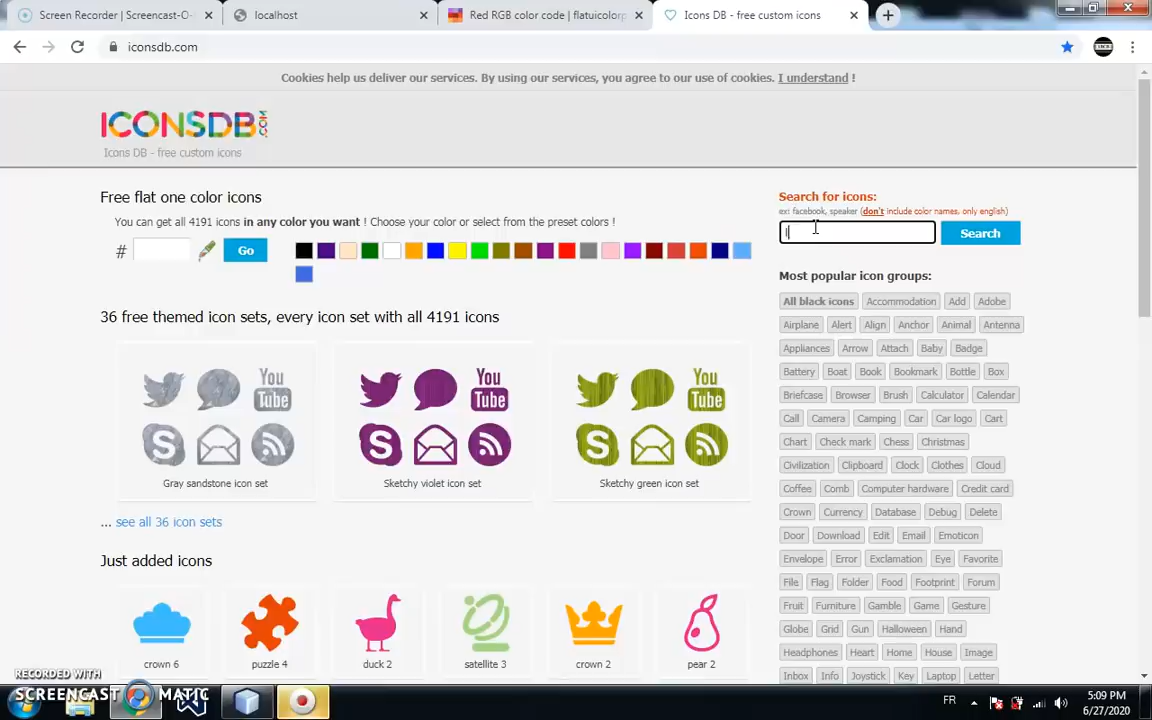 Screen Recorder | Screencast-O-
localhost
Red RGB color code | flatuicolorp
Icons DB - free custom icons
iconsdb.com
Cookies help us deliver our services. By using our services, you agree to our use of cookies. I understand !
ICONSDB.COM
Icons DB - free custom icons
Free flat one color icons
You can get all 4191 icons in any color you want ! Choose your color or select from the preset colors !
# Go
36 free themed icon sets, every icon set with all 4191 icons
You Tube
You Tube
You Tube
Gray sandstone icon set
Sketchy violet icon set
Sketchy green icon set
... see all 36 icon sets
Just added icons
crown 6
puzzle 4
duck 2
satellite 3
crown 2
pear 2
Search for icons:
ex: facebook, speaker (don't include color names, only english)
Search
Most popular icon groups:
All black icons Accommodation Add Adobe
Airplane Alert Align Anchor Animal Antenna
Appliances Arrow Attach Baby Badge
Battery Boat Book Bookmark Bottle Box
Briefcase Browser Brush Calculator Calendar
Call Camera Camping Car Car logo Cart
Chart Check mark Chess Christmas
Civilization Clipboard Clock Clothes Cloud
Coffee Comb Computer hardware Credit card
Crown Currency Database Debug Delete
Door Download Edit Email Emoticon
Envelope Error Exclamation Eye Favorite
File Flag Folder Food Footprint Forum
Fruit Furniture Gamble Game Gesture
Globe Grid Gun Halloween Hand
Headphones Heart Home House Image
Inbox Info Joystick Key Laptop Letter
RECORDED WITH
SCREENCAST MATIC
FR
5:09 PM
6/27/2020